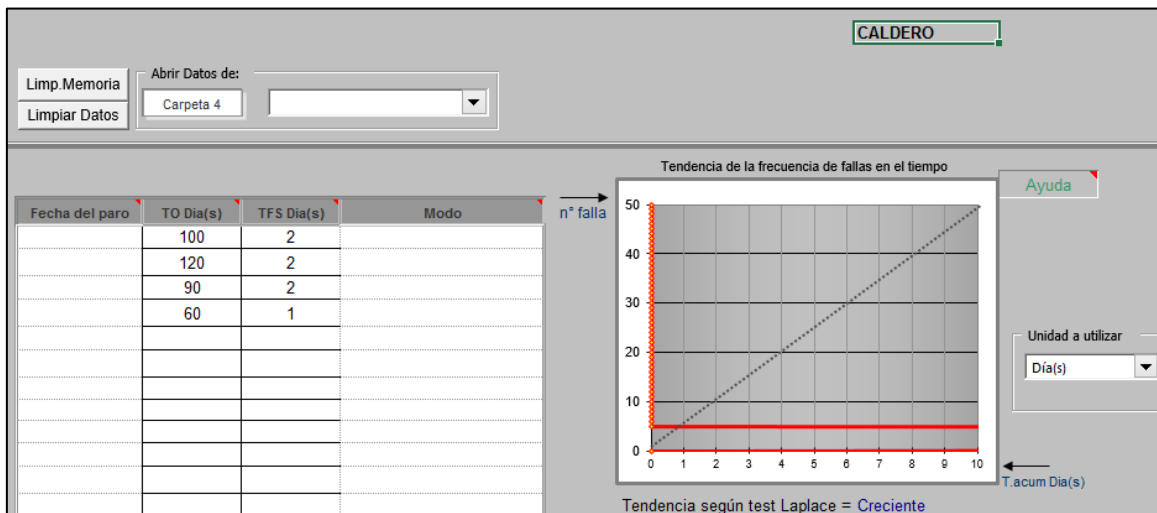 CALDERO
Limp.Memoria
Limpiar Datos
Abrir Datos de:
Carpeta 4
Fecha del paro TO Dia(s) TFS Dia(s) Modo
100 2
120 2
90 2
60 1
n° falla
Tendencia de la frecuencia de fallas en el tiempo
50
40
30
20
10
0
0 1 2 3 4 5 6 7 8 9 10
T.acum Dia(s)
Tendencia según test Laplace = Creciente
Ayuda
Unidad a utilizar
Día(s)